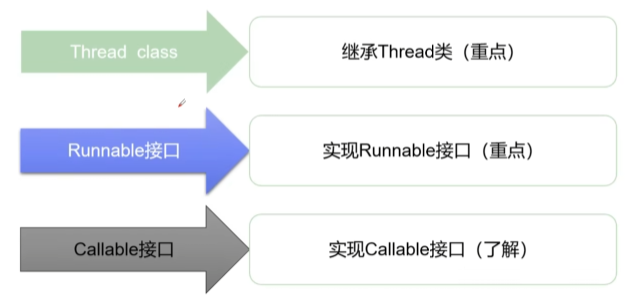 Thread class
继承Thread类（重点）
Runnable接口
实现Runnable接口（重点）
Callable接口
实现Callable接口（了解）